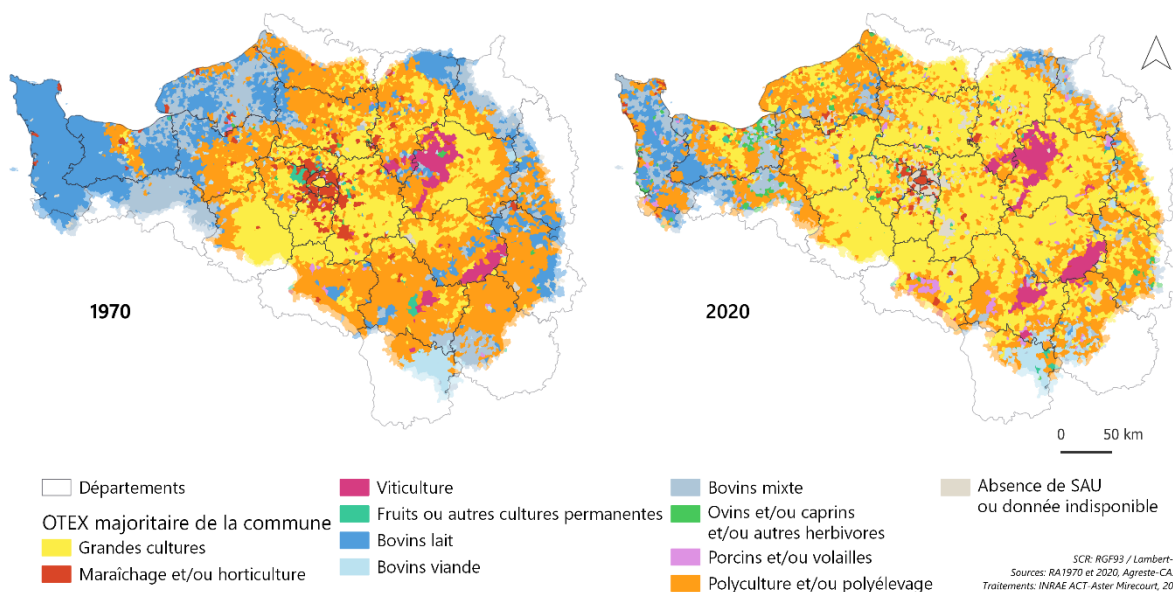 1970
2020
0 50 km
Départements
OTEX majoritaire de la commune
Grandes cultures
Maraîchage et/ou horticulture
Viticulture
Fruits ou autres cultures permanentes
Bovins lait
Bovins viande
Bovins mixte
Ovins et/ou caprins
et/ou autres herbivores
Porcins et/ou volailles
Polyculture et/ou polyélevage
Absence de SAU
ou donnée indisponible
SCR: RGF93 / Lambert-
Sources: RA1970 et 2020, Agreste-CA
Traitements: INRAE ACT-Aster Mirecourt, 20